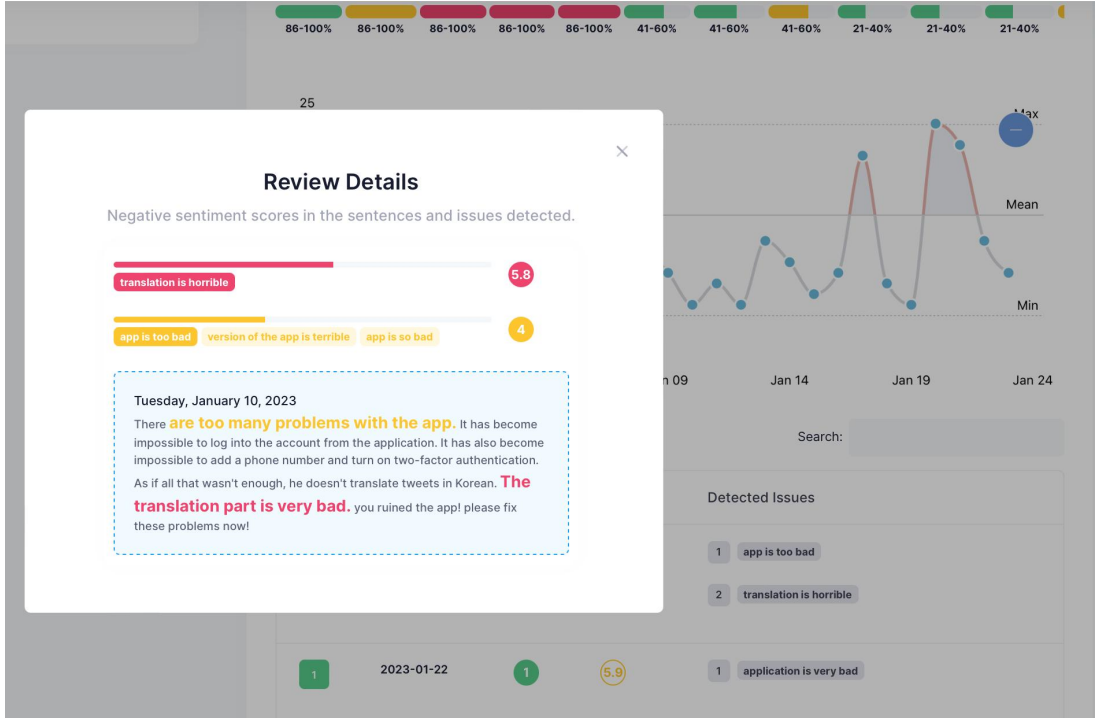 86-100% 86-100% 86-100% 86-100% 86-100% 41-60% 41-60% 41-60% 21-40% 21-40% 21-40%
25
Max
Mean
Min
Jan 14 Jan 19 Jan 24
Review Details
Negative sentiment scores in the sentences and issues detected.
5.8
translation is horrible
4
app is too bad version of the app is terrible app is so bad
Tuesday, January 10, 2023
There are too many problems with the app. It has become
impossible to log into the account from the application. It has also become
impossible to add a phone number and turn on two-factor authentication.
As if all that wasn't enough, he doesn't translate tweets in Korean. The
translation part is very bad. you ruined the app! please fix
these problems now!
Search:
Detected Issues
1 app is too bad
2 translation is horrible
1 2023-01-22 1 5.9 1 application is very bad